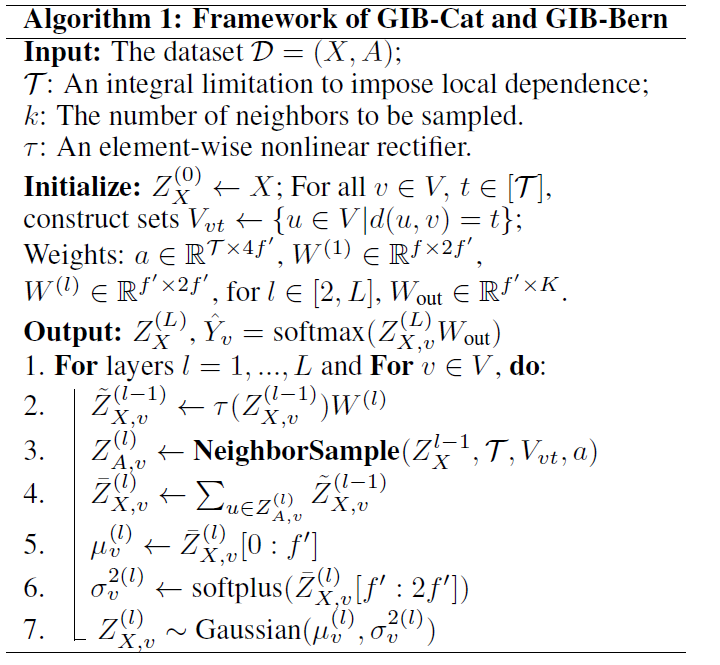 Algorithm 1: Framework of GIB-Cat and GIB-Bern
Input: The dataset $\mathcal{D} = (X, A)$;
$\mathcal{T}$: An integral limitation to impose local dependence;
$k$: The number of neighbors to be sampled.
$\tau$: An element-wise nonlinear rectifier.
Initialize: $Z_X^{(0)} \leftarrow X$; For all $v \in V$, $t \in [\mathcal{T}]$,
construct sets $V_{vt} \leftarrow \{u \in V | d(u, v) = t\}$;
Weights: $a \in \mathbb{R}^{\mathcal{T} \times 4f'}$, $W^{(1)} \in \mathbb{R}^{f \times 2f'}$,
$W^{(l)} \in \mathbb{R}^{f' \times 2f'}$, for $l \in [2, L]$, $W_{\text{out}} \in \mathbb{R}^{f' \times K}$.
Output: $Z_X^{(L)}$, $\hat{Y}_v = \text{softmax}(Z_{X,v}^{(L)} W_{\text{out}})$
1. For layers $l = 1, ..., L$ and For $v \in V$, do:
2. $\tilde{Z}_{X,v}^{(l-1)} \leftarrow \tau(Z_{X,v}^{(l-1)}) W^{(l)}$
3. $Z_{A,v}^{(l)} \leftarrow \textbf{NeighborSample}(Z_X^{l-1}, \mathcal{T}, V_{vt}, a)$
4. $\bar{Z}_{X,v}^{(l)} \leftarrow \sum_{u \in Z_{A,v}^{(l)}} \tilde{Z}_{X,v}^{(l-1)}$
5. $\mu_v^{(l)} \leftarrow \bar{Z}_{X,v}^{(l)}[0 : f']$
6. $\sigma_v^{2(l)} \leftarrow \text{softplus}(\bar{Z}_{X,v}^{(l)}[f' : 2f'])$
7. $Z_{X,v}^{(l)} \sim \text{Gaussian}(\mu_v^{(l)}, \sigma_v^{2(l)})$